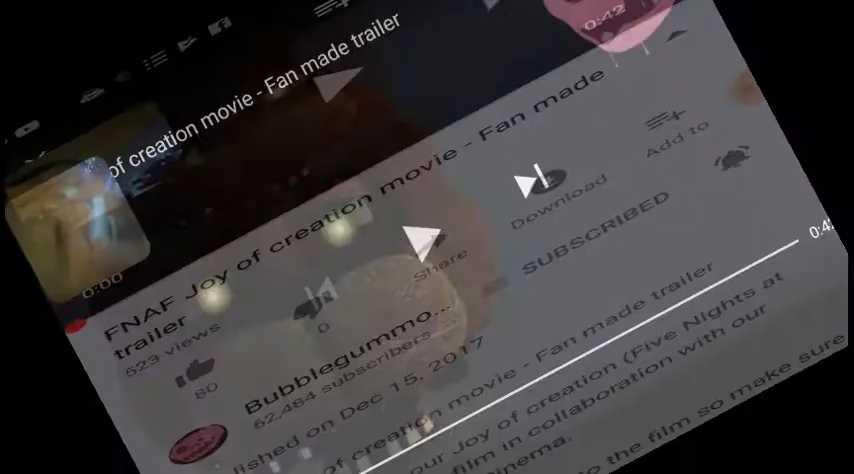 of creation movie - Fan made trailer
0:42
0:00
FNAF Joy of creation movie - Fan made
trailer
523 views
80
0
Share
Download
Add to
Bubblegummo...
62,484 subscribers
SUBSCRIBED
0:42
lished on Dec 15, 2017
of creation movie - Fan made trailer
our Joy of creation (Five Nights at
film in collaboration with our
inema.
o the film so make sure